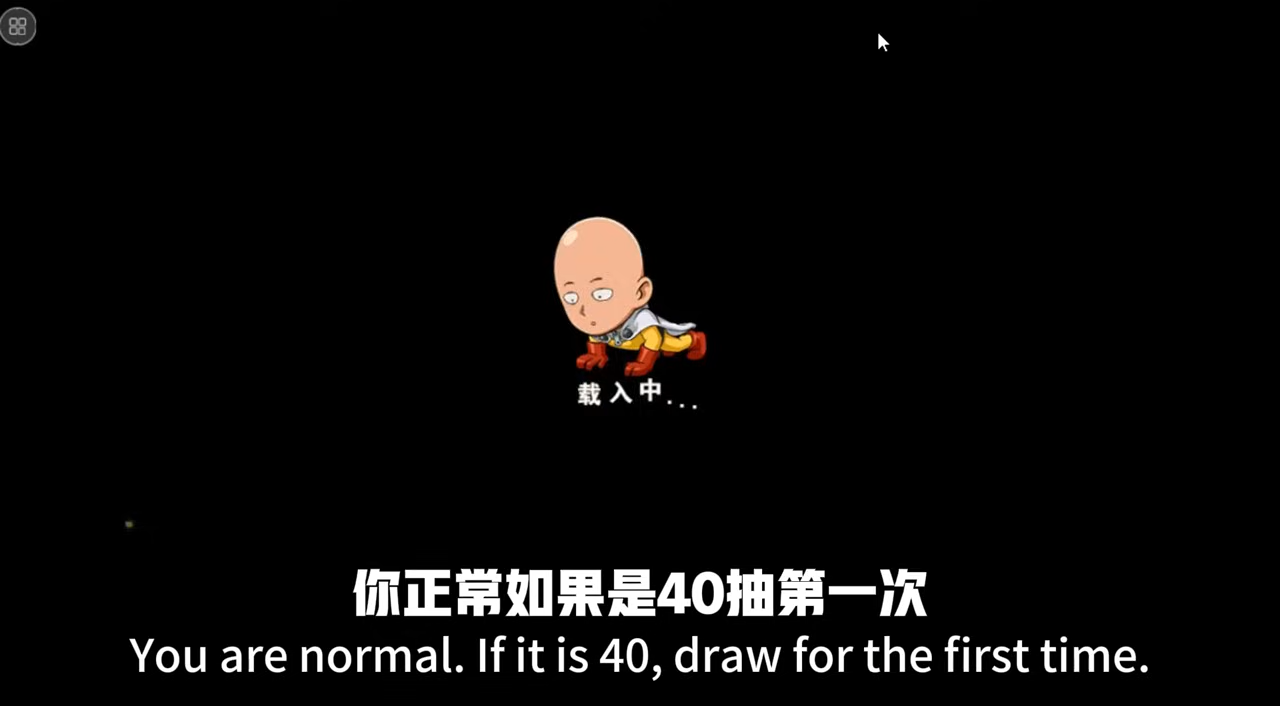 载入中...
你正常如果是40抽第一次
You are normal. If it is 40, draw for the first time.